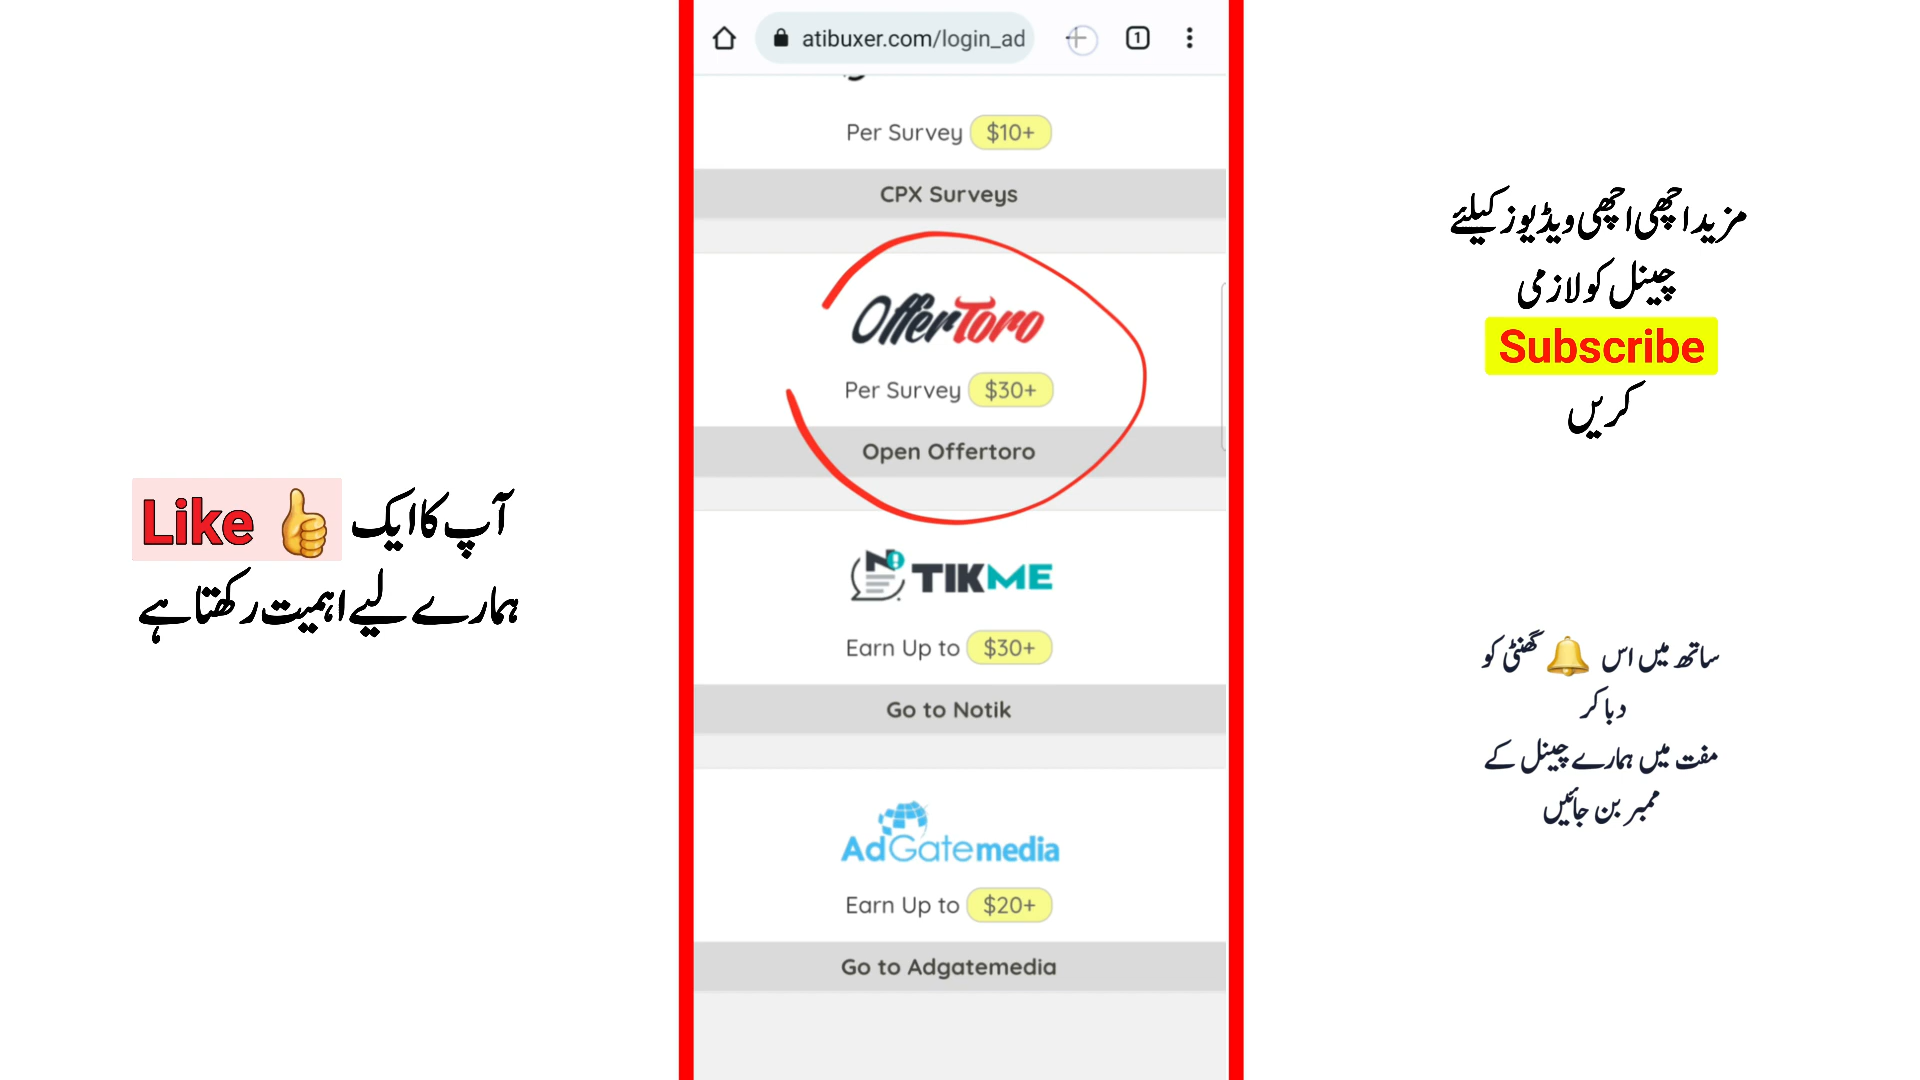 آپ کا ایک 👍 Like
ہمارے لیے اہمیت رکھتا ہے
atibuxer.com/login_ad
1
Per Survey $10+
CPX Surveys
OfferToro
Per Survey $30+
Open Offertoro
NTIKME
Earn Up to $30+
Go to Notik
AdGatemedia
Earn Up to $20+
Go to Adgatemedia
مزید اچھی اچھی ویڈیوز کیلئے
چینل کو لازمی
Subscribe
کریں
ساتھ میں اس 🔔 گھنٹی کو
دبا کر
مفت میں ہمارے چینل کے
ممبر بن جائیں